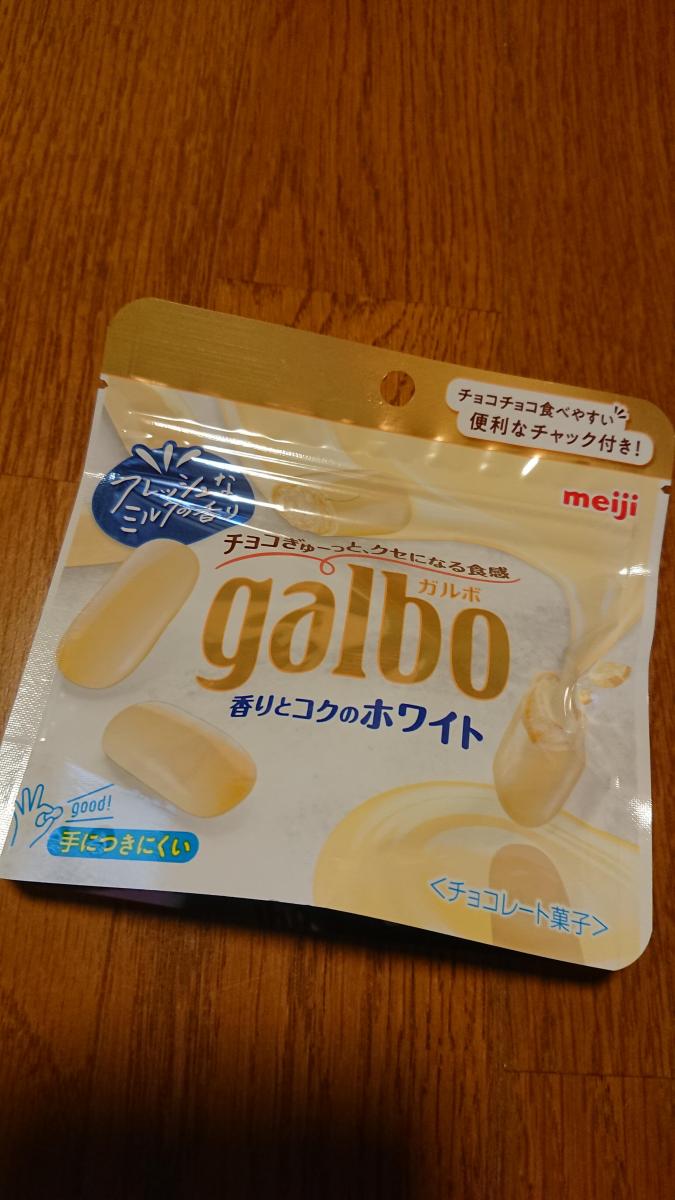 チョコチョコ食べやすい
便利なチャック付き!
meiji
フレッシュな
ミルクの香り
チョコぎゅーっと、クセになる食感
ガルボ
galbo
香りとコクのホワイト
good!
手につきにくい
<チョコレート菓子>